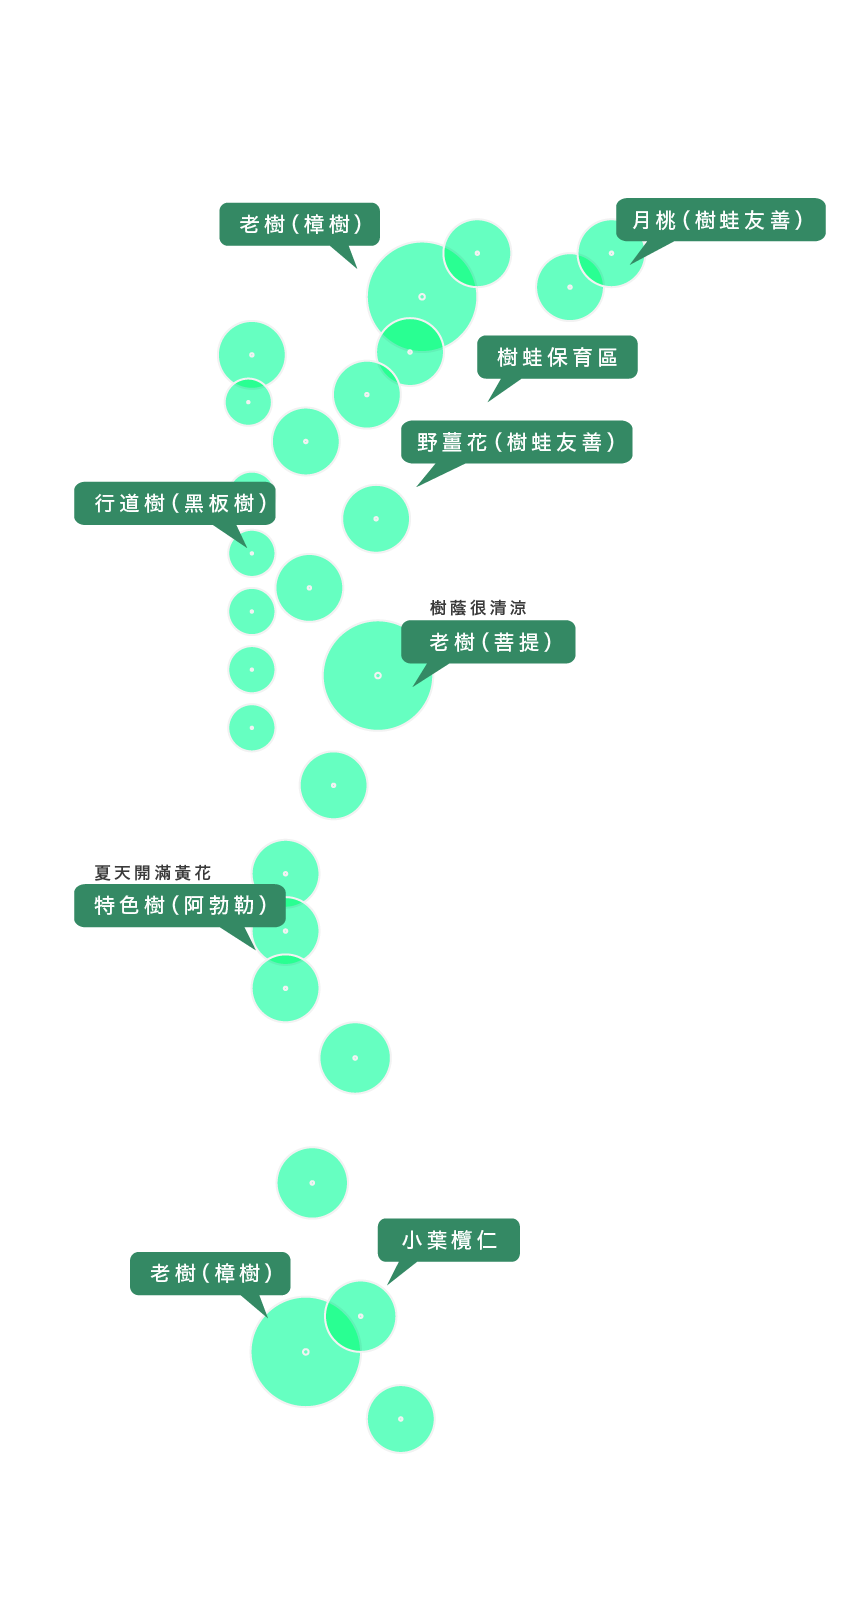 月桃(樹蛙友善)
老樹(樟樹)
樹蛙保育區
野薑花(樹蛙友善)
行道樹(黑板樹)
樹蔭很清涼
老樹(菩提)
夏天開滿黃花
特色樹(阿勃勒)
小葉欖仁
老樹(樟樹)